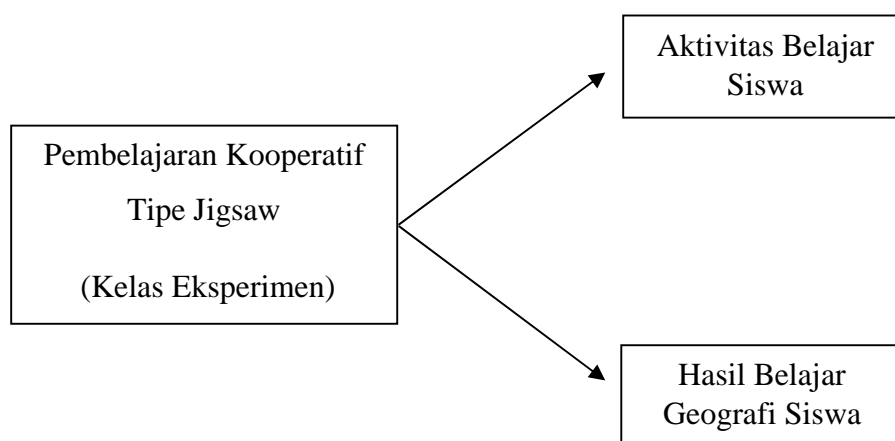 Aktivitas Belajar
Siswa
Pembelajaran Kooperatif
Tipe Jigsaw
(Kelas Eksperimen)
Hasil Belajar
Geografi Siswa